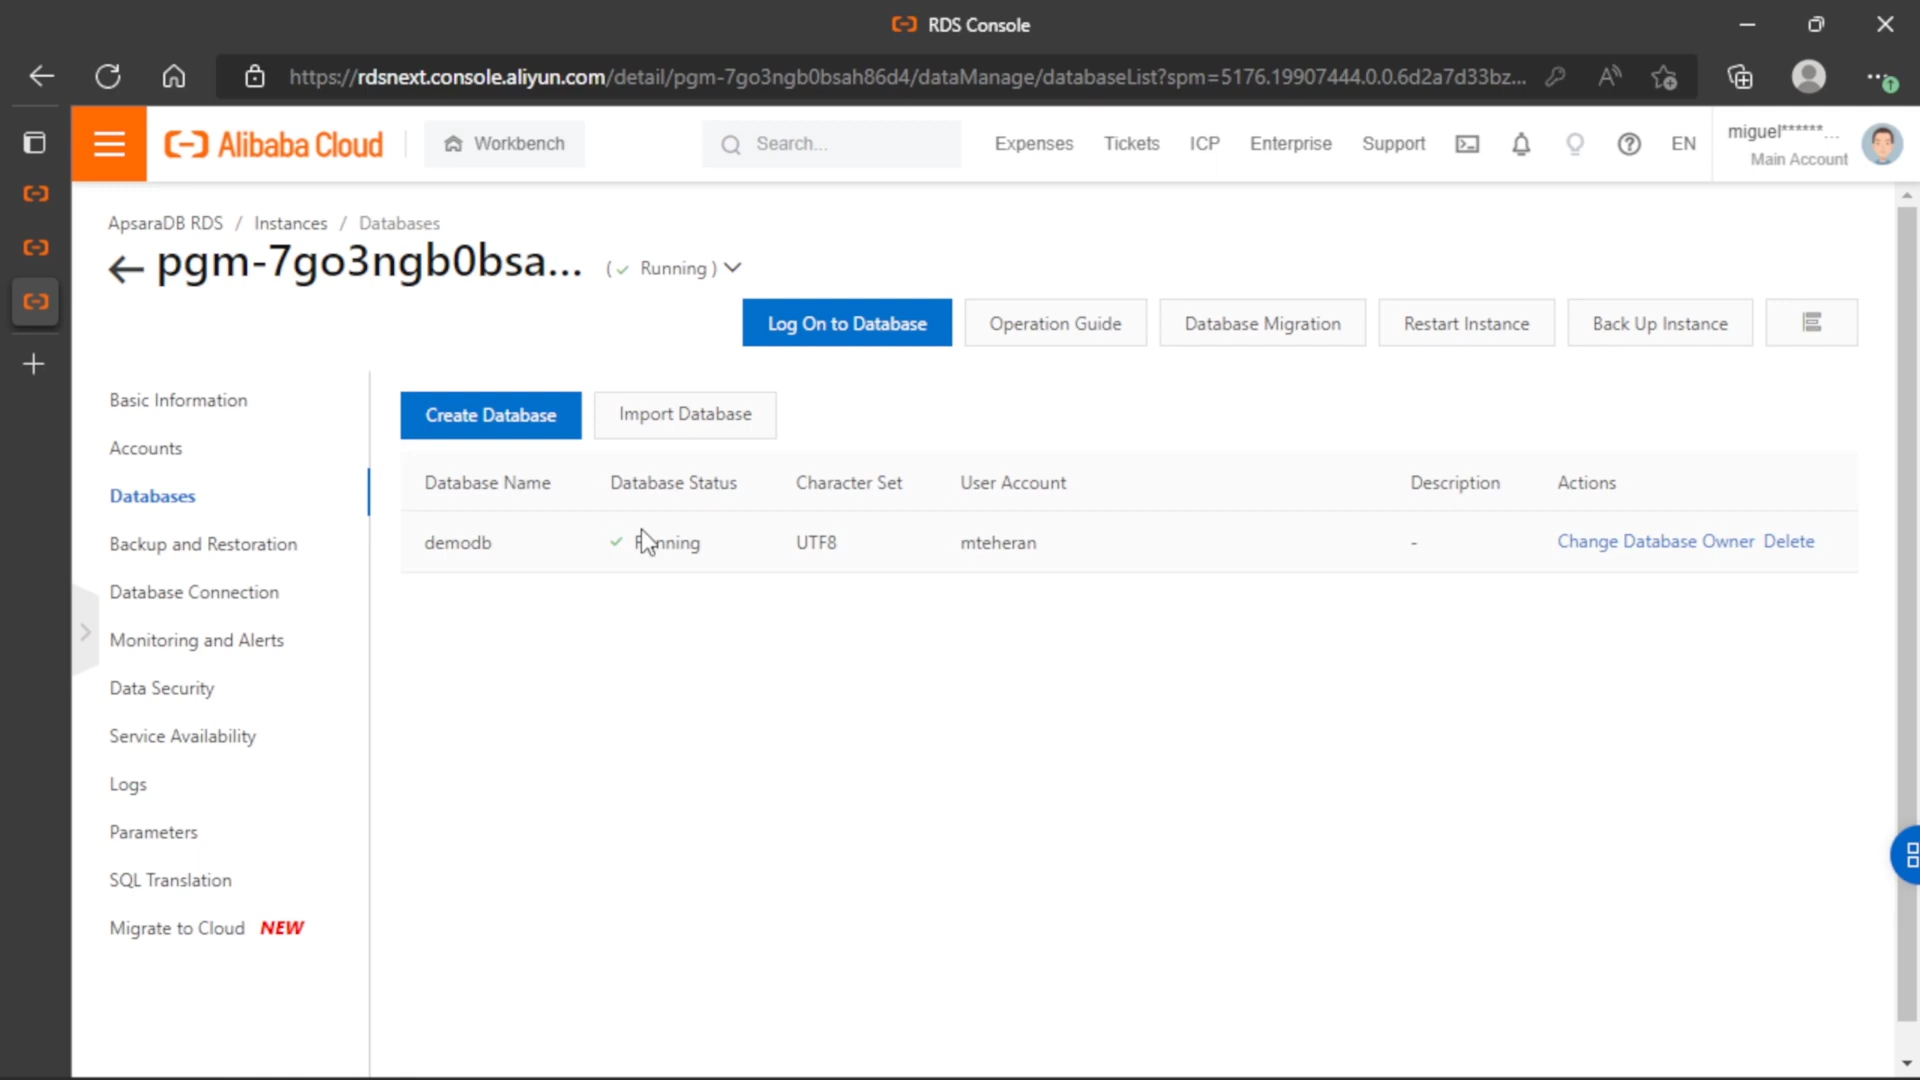 RDS Console
https://rdsnext.console.aliyun.com/detail/pgm-7go3ngb0bsah86d4/dataManage/databaseList?spm=5176.19907444.0.0.6d2a7d33bz...
Alibaba Cloud
Workbench
Search...
Expenses
Tickets
ICP
Enterprise
Support
EN
miguel******...
Main Account
ApsaraDB RDS / Instances / Databases
pgm-7go3ngb0bsa...
( Running )
Log On to Database
Operation Guide
Database Migration
Restart Instance
Back Up Instance
Basic Information
Accounts
Databases
Backup and Restoration
Database Connection
Monitoring and Alerts
Data Security
Service Availability
Logs
Parameters
SQL Translation
Migrate to Cloud NEW
Create Database
Import Database
Database Name Database Status Character Set User Account Description Actions
demodb Running UTF8 mteheran - Change Database Owner Delete